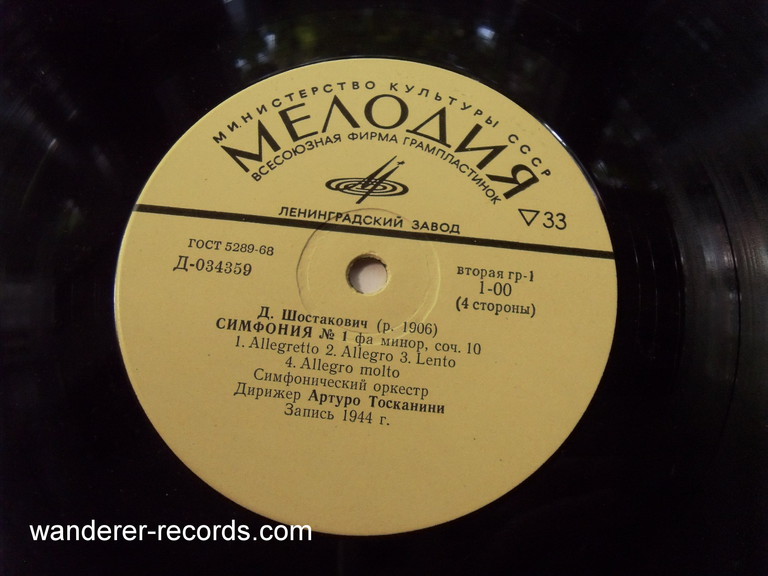 МИНИСТЕРСТВО КУЛЬТУРЫ СССР
МЕЛОДИЯ
ВСЕСОЮЗНАЯ ФИРМА ГРАМПЛАСТИНОК
ЛЕНИНГРАДСКИЙ ЗАВОД
▽33
ГОСТ 5289-68
Д-034359
вторая гр-1
1-00
(4 стороны)
Д. Шостакович (р. 1906)
СИМФОНИЯ № 1 фа минор, соч. 10
1. Allegretto 2. Allegro 3. Lento
4. Allegro molto
Симфонический оркестр
Дирижер Артуро Тосканини
Запись 1944 г.
wanderer-records.com